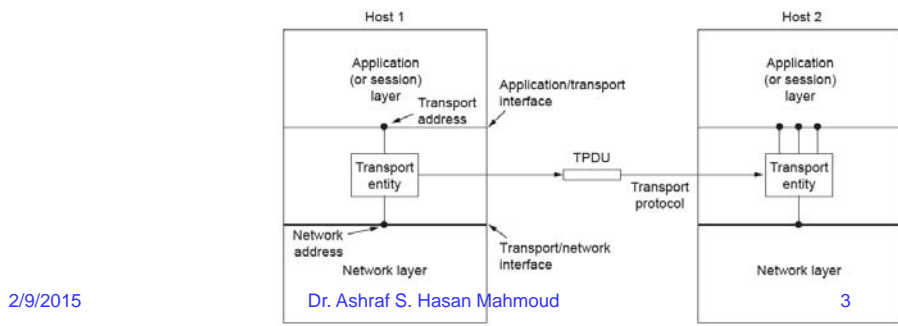 Host 1
Host 2
Application
(or session)
layer
Transport
address
Application/transport
interface
Application
(or session)
layer
Transport
entity
TPDU
Transport
protocol
Transport
entity
Network
address
Transport/network
interface
Network layer
Network layer
2/9/2015
Dr. Ashraf S. Hasan Mahmoud
3